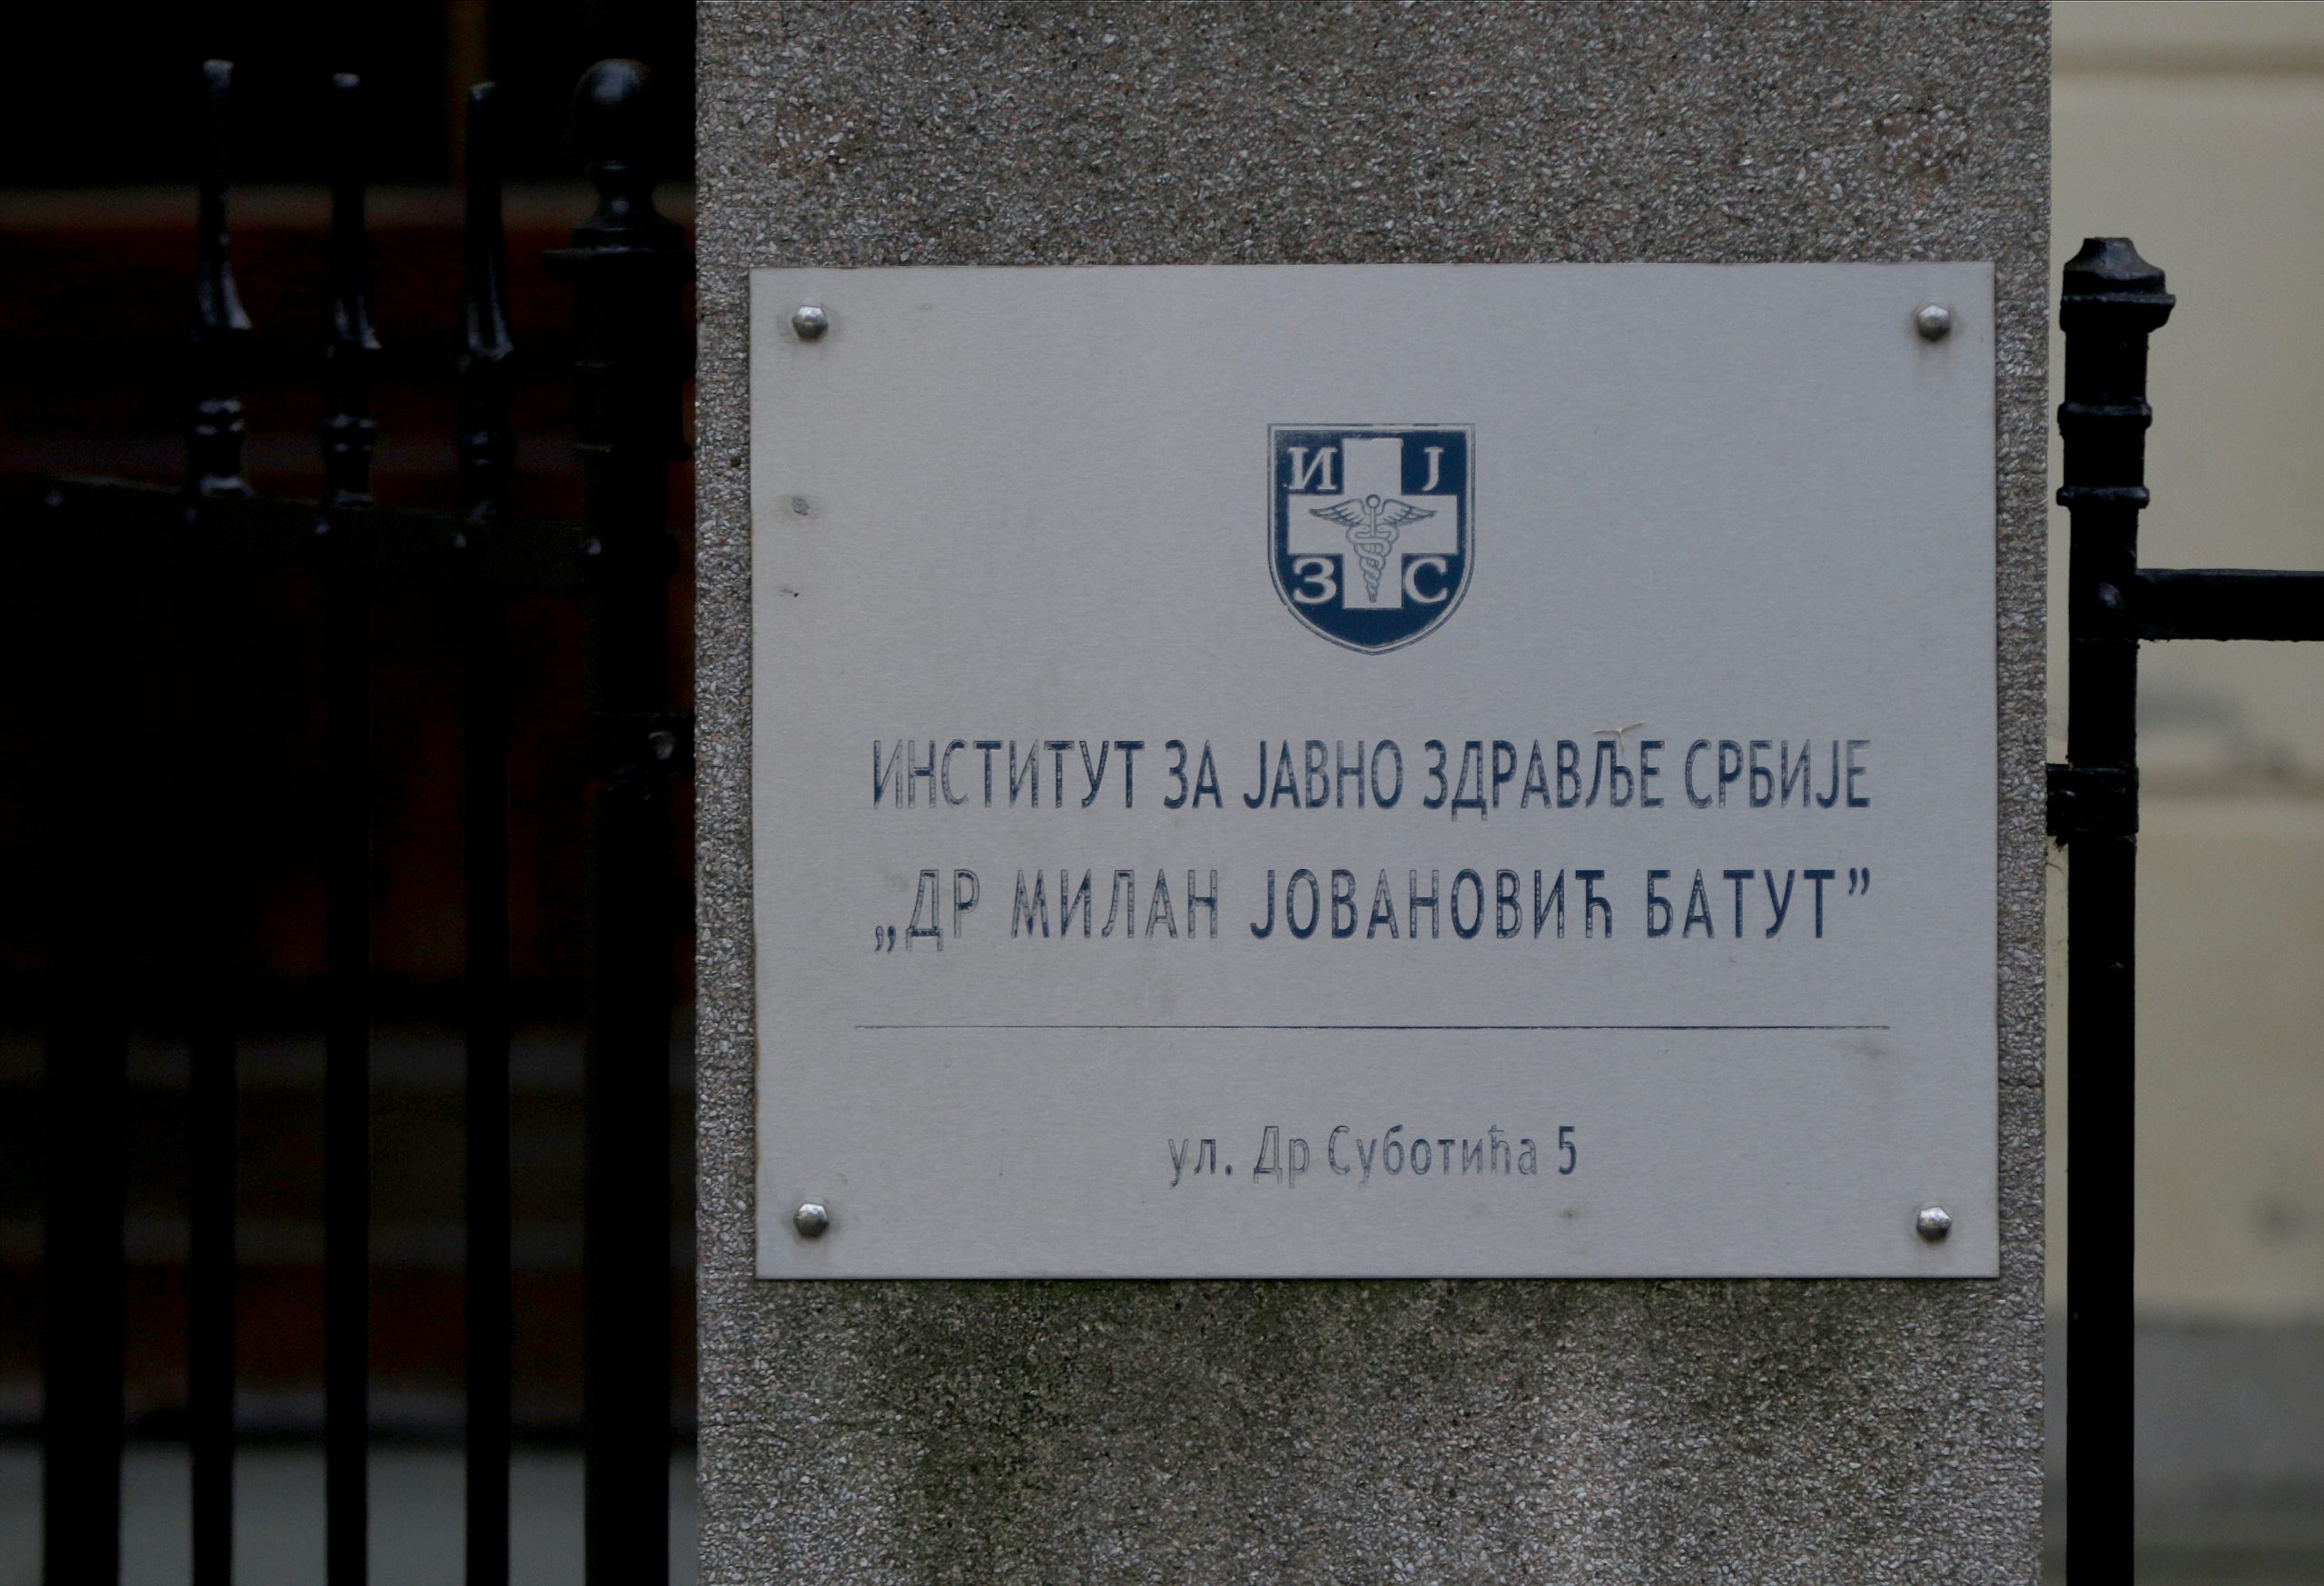 И Ј
З С
ИНСТИТУТ ЗА ЈАВНО ЗДРАВЉЕ СРБИЈЕ
„ДР МИЛАН ЈОВАНОВИЋ БАТУТ”
ул. Др Суботића 5